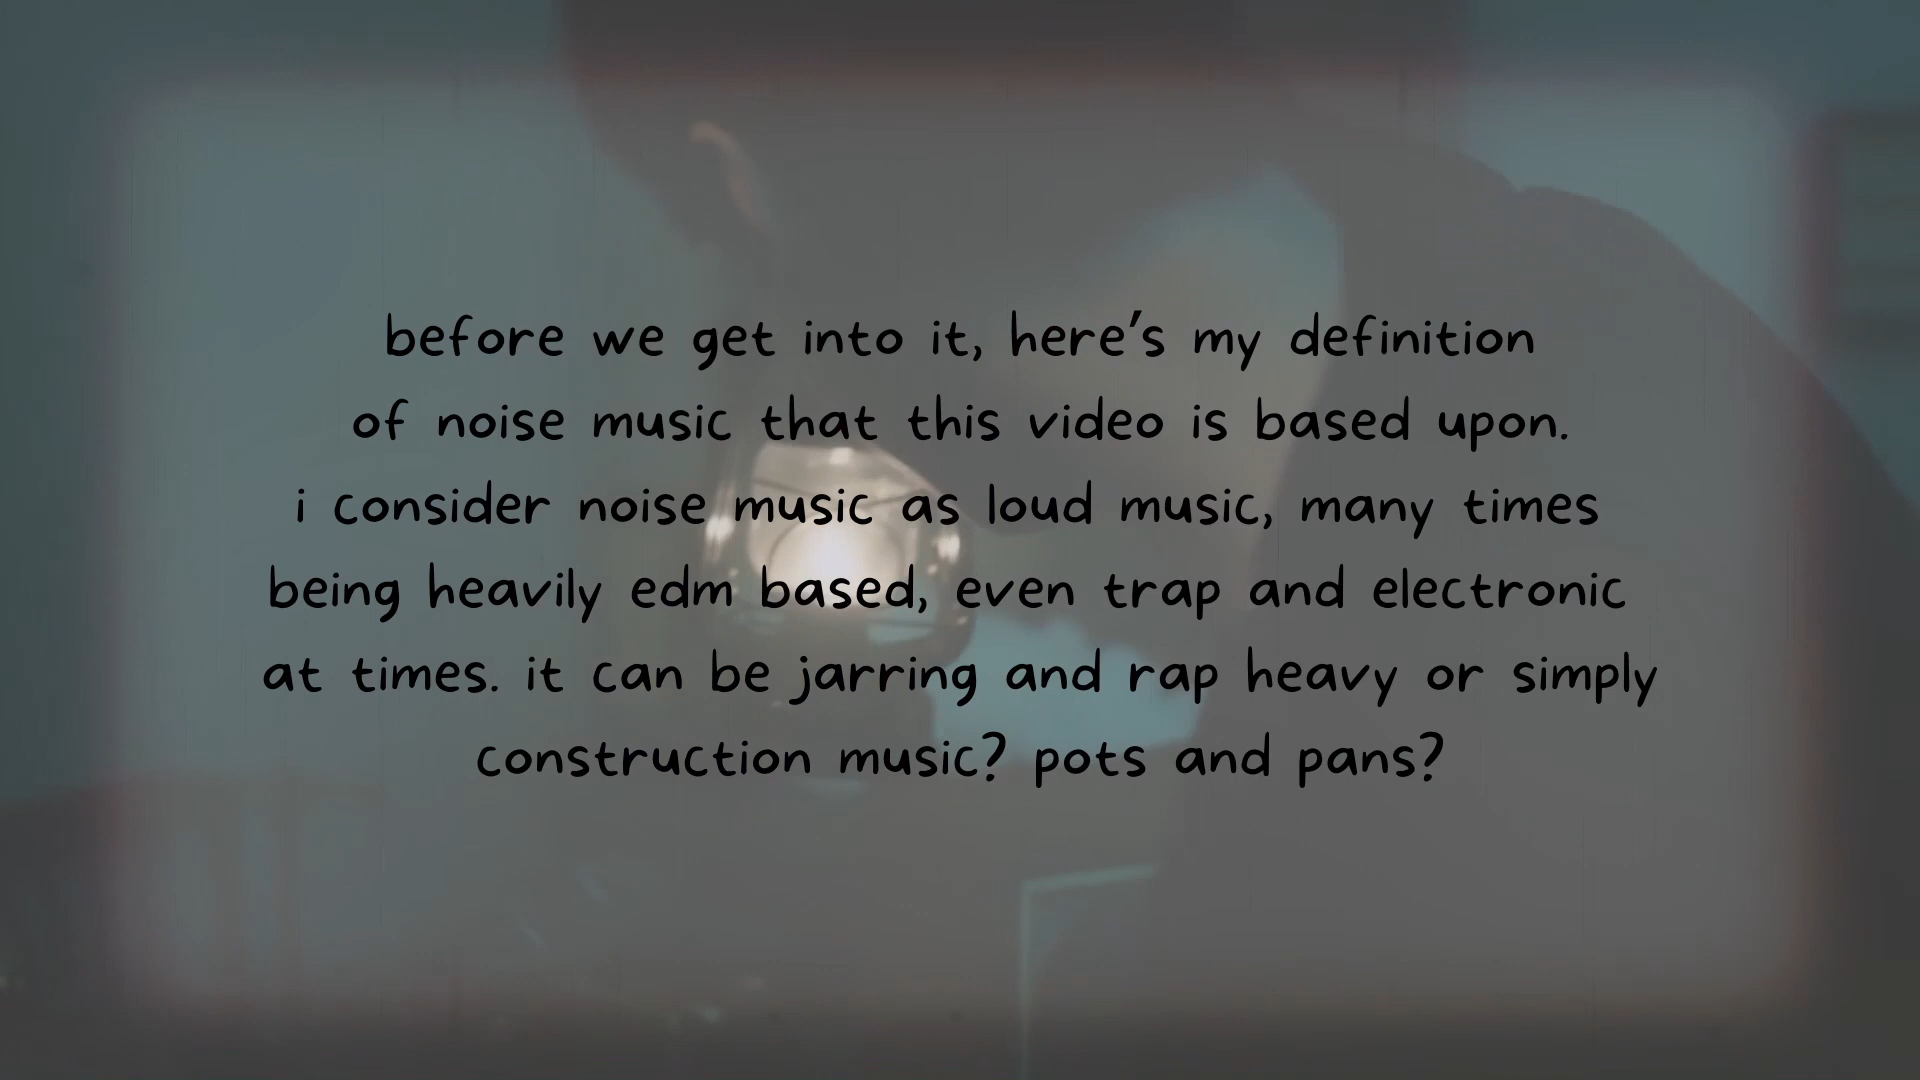 before we get into it, here's my definition
of noise music that this video is based upon.
i consider noise music as loud music, many times
being heavily edm based, even trap and electronic
at times. it can be jarring and rap heavy or simply
construction music? pots and pans?